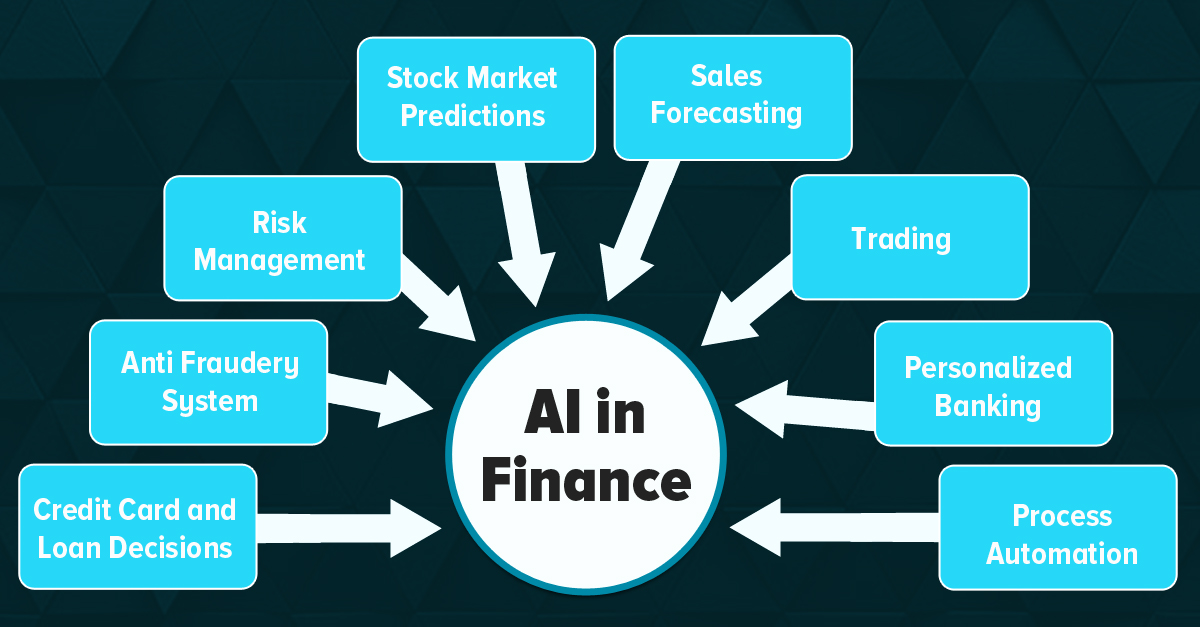 Stock Market
Predictions
Sales
Forecasting
Risk
Management
Trading
Anti Fraudery
System
Personalized
Banking
AI in
Finance
Credit Card and
Loan Decisions
Process
Automation